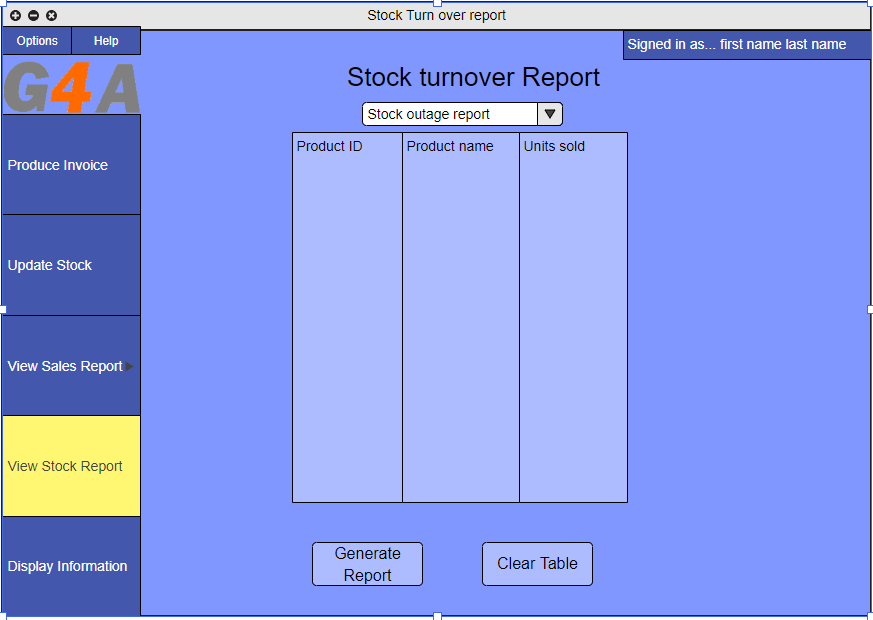 Stock Turn over report
Options
Help
Signed in as... first name last name
G4A
Stock turnover Report
Stock outage report
Product ID
Product name
Units sold
Produce Invoice
Update Stock
View Sales Report
View Stock Report
Display Information
Generate
Report
Clear Table